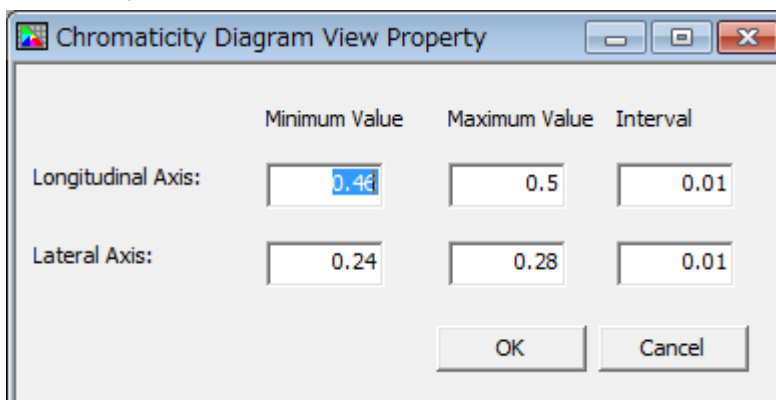 Chromaticity Diagram View Property
Minimum Value Maximum Value Interval
Longitudinal Axis: 0.46 0.5 0.01
Lateral Axis: 0.24 0.28 0.01
OK Cancel